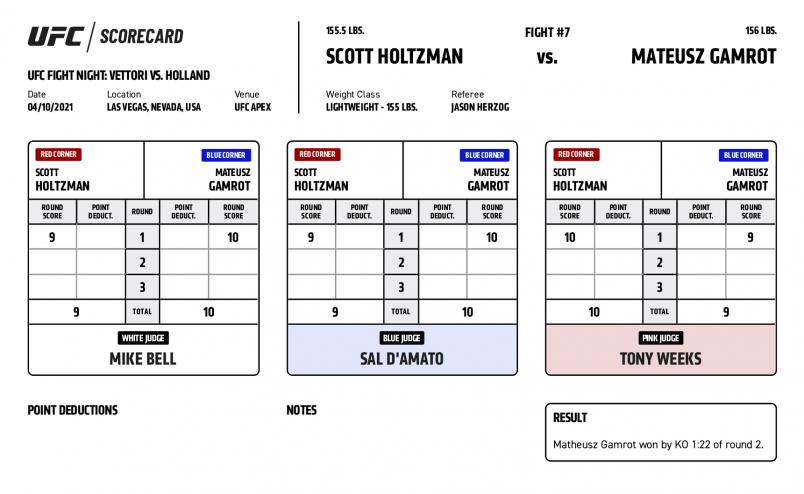 UFC SCORECARD
UFC FIGHT NIGHT: VETTORI VS. HOLLAND
Date Location Venue
04/10/2021 LAS VEGAS, NEVADA, USA UFC APEX
155.5 LBS. FIGHT #7 156 LBS.
SCOTT HOLTZMAN vs. MATEUSZ GAMROT
Weight Class Referee
LIGHTWEIGHT - 155 LBS. JASON HERZOG
RED CORNER BLUE CORNER
SCOTT MATEUSZ
HOLTZMAN GAMROT
ROUND POINT ROUND POINT ROUND
SCORE DEDUCT. DEDUCT. SCORE
9 1 10
2
3
9 TOTAL 10
WHITE JUDGE
MIKE BELL
RED CORNER BLUE CORNER
SCOTT MATEUSZ
HOLTZMAN GAMROT
ROUND POINT ROUND POINT ROUND
SCORE DEDUCT. DEDUCT. SCORE
9 1 10
2
3
9 TOTAL 10
BLUE JUDGE
SAL D'AMATO
RED CORNER BLUE CORNER
SCOTT MATEUSZ
HOLTZMAN GAMROT
ROUND POINT ROUND POINT ROUND
SCORE DEDUCT. DEDUCT. SCORE
10 1 9
2
3
10 TOTAL 9
PINK JUDGE
TONY WEEKS
POINT DEDUCTIONS
NOTES
RESULT
Matheusz Gamrot won by KO 1:22 of round 2.